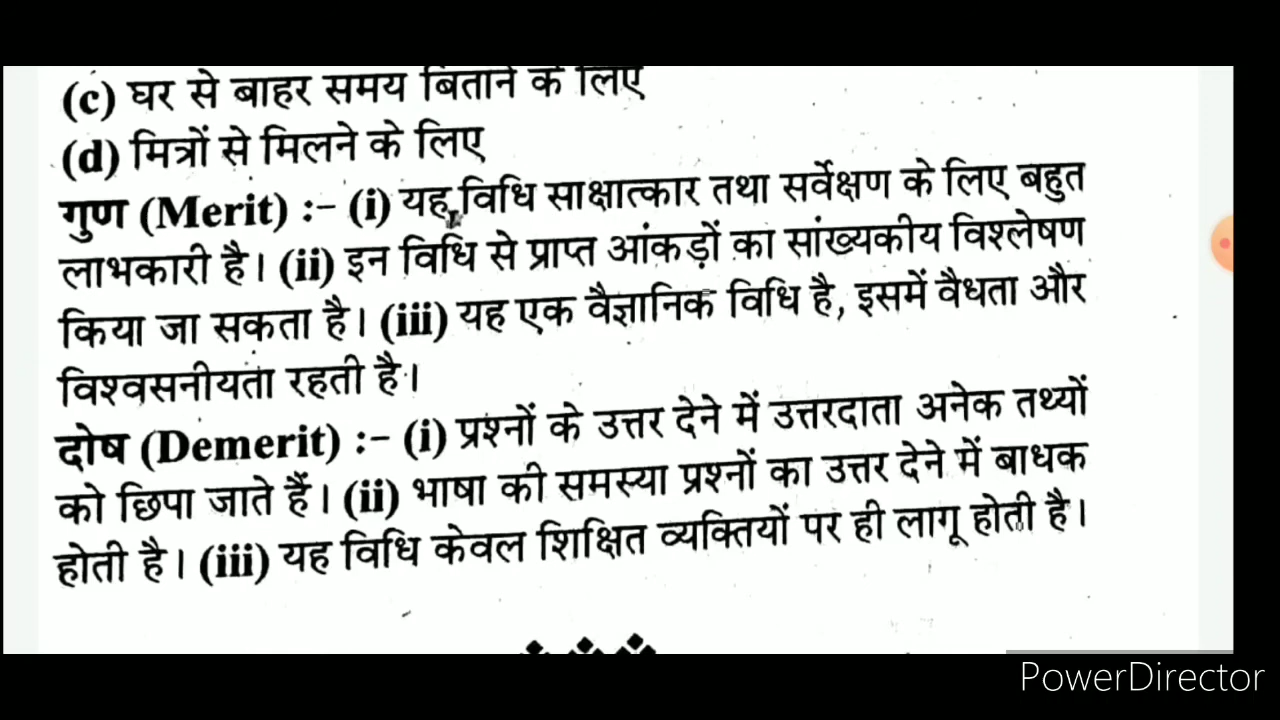 (c) घर से बाहर समय बिताने के लिए
(d) मित्रों से मिलने के लिए
गुण (Merit) :– (i) यह विधि साक्षात्कार तथा सर्वेक्षण के लिए बहुत
लाभकारी है। (ii) इन विधि से प्राप्त आंकड़ों का सांख्यकीय विश्लेषण
किया जा सकता है। (iii) यह एक वैज्ञानिक विधि है, इसमें वैधता और
विश्वसनीयता रहती है।
दोष (Demerit) :– (i) प्रश्नों के उत्तर देने में उत्तरदाता अनेक तथ्यों
को छिपा जाते हैं। (ii) भाषा की समस्या प्रश्नों का उत्तर देने में बाधक
होती है। (iii) यह विधि केवल शिक्षित व्यक्तियों पर ही लागू होती है।
PowerDirector